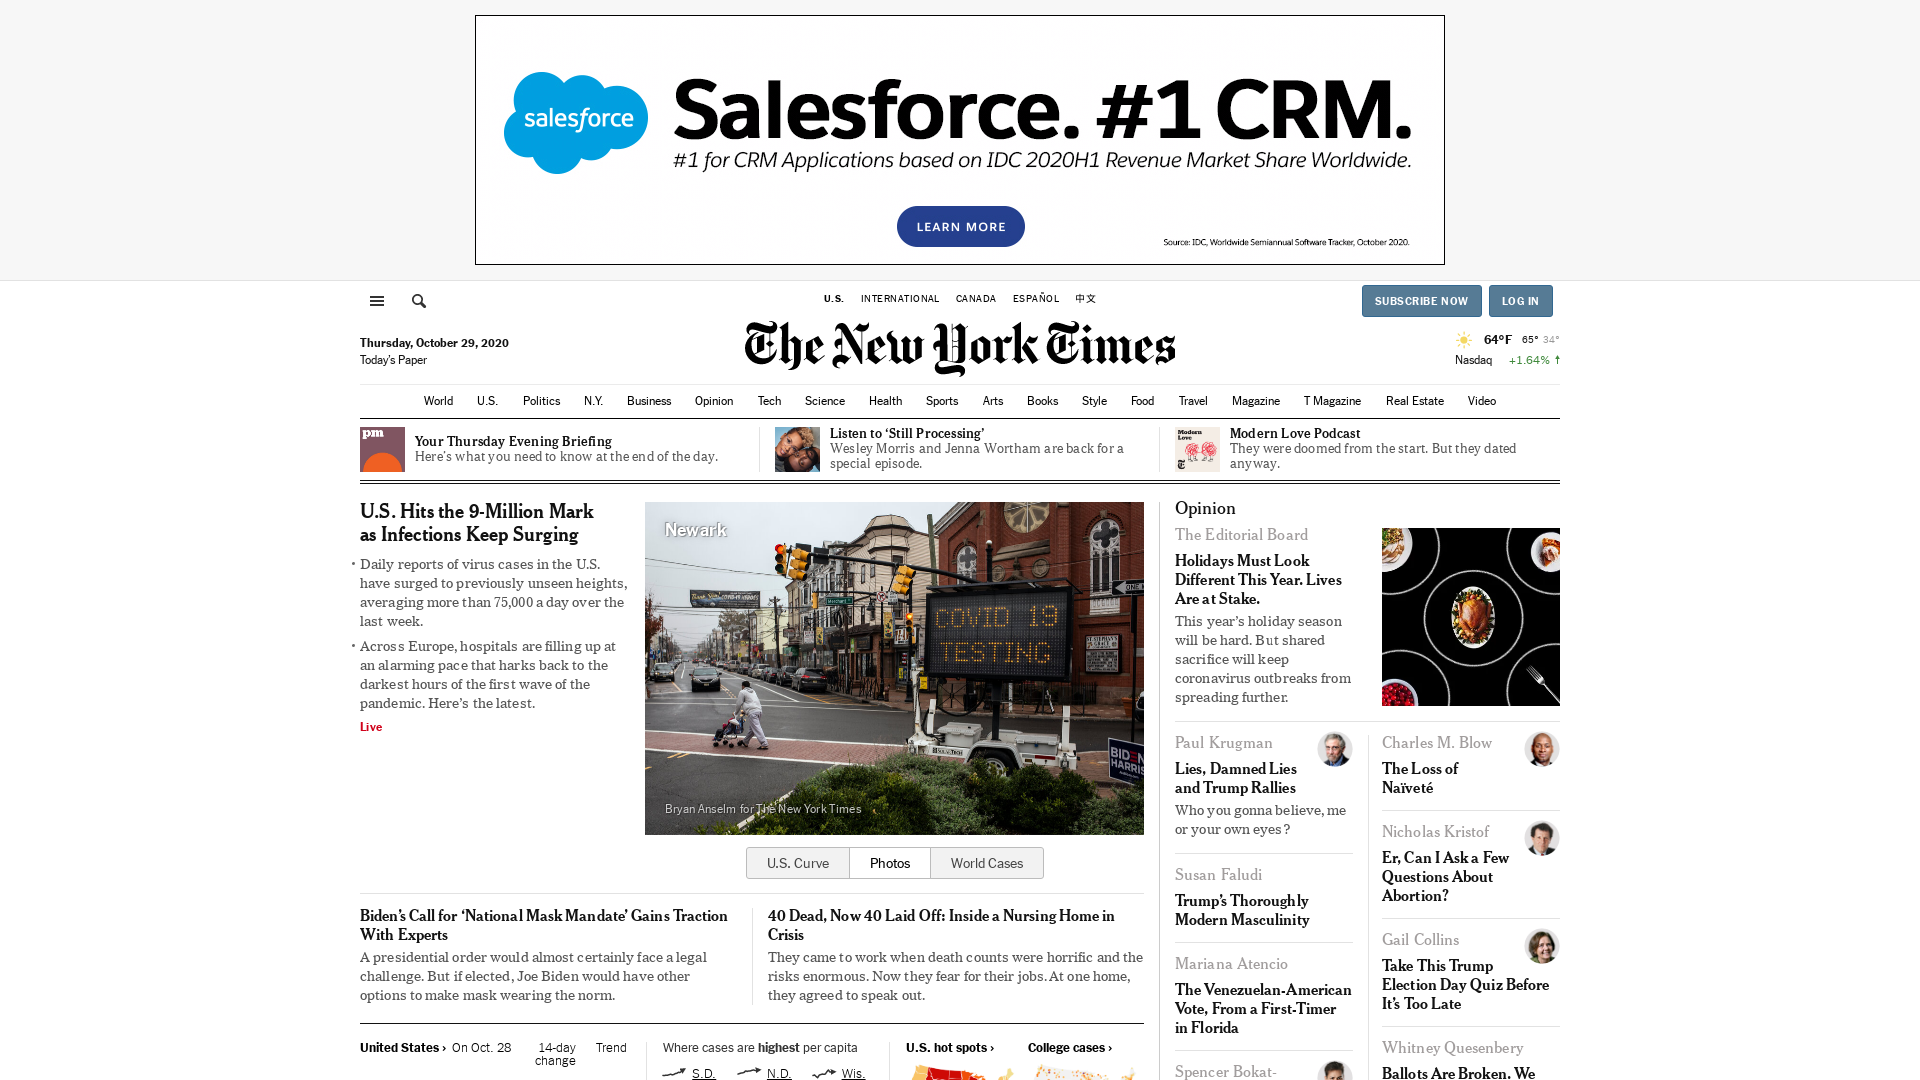 salesforce
Salesforce. #1 CRM.
#1 for CRM Applications based on IDC 2020H1 Revenue Market Share Worldwide.
LEARN MORE
Source: IDC, Worldwide Semiannual Software Tracker, October 2020.
U.S. INTERNATIONAL CANADA ESPAÑOL 中文
SUBSCRIBE NOW LOG IN
Thursday, October 29, 2020
Today's Paper
The New York Times
64°F 65° 34°
Nasdaq +1.64% ↑
World U.S. Politics N.Y. Business Opinion Tech Science Health Sports Arts Books Style Food Travel Magazine T Magazine Real Estate Video
pm
Your Thursday Evening Briefing
Here's what you need to know at the end of the day.
Listen to ‘Still Processing’
Wesley Morris and Jenna Wortham are back for a
special episode.
Modern
Love
Modern Love Podcast
They were doomed from the start. But they dated
anyway.
U.S. Hits the 9-Million Mark
as Infections Keep Surging
• Daily reports of virus cases in the U.S.
have surged to previously unseen heights,
averaging more than 75,000 a day over the
last week.
• Across Europe, hospitals are filling up at
an alarming pace that harks back to the
darkest hours of the first wave of the
pandemic. Here’s the latest.
Live
Newark
COVID 19
TESTING
BIDEN
HARRIS
Bryan Anselm for The New York Times
U.S. Curve Photos World Cases
Biden’s Call for ‘National Mask Mandate’ Gains Traction
With Experts
A presidential order would almost certainly face a legal
challenge. But if elected, Joe Biden would have other
options to make mask wearing the norm.
40 Dead, Now 40 Laid Off: Inside a Nursing Home in
Crisis
They came to work when death counts were horrific and the
risks enormous. Now they fear for their jobs. At one home,
they agreed to speak out.
United States › On Oct. 28 14-day
change Trend
Where cases are highest per capita
S.D. N.D. Wis.
U.S. hot spots › College cases ›
Opinion
The Editorial Board
Holidays Must Look
Different This Year. Lives
Are at Stake.
This year’s holiday season
will be hard. But shared
sacrifice will keep
coronavirus outbreaks from
spreading further.
Paul Krugman
Lies, Damned Lies
and Trump Rallies
Who you gonna believe, me
or your own eyes?
Susan Faludi
Trump’s Thoroughly
Modern Masculinity
Mariana Atencio
The Venezuelan-American
Vote, From a First-Timer
in Florida
Spencer Bokat-
Charles M. Blow
The Loss of
Naïveté
Nicholas Kristof
Er, Can I Ask a Few
Questions About
Abortion?
Gail Collins
Take This Trump
Election Day Quiz Before
It’s Too Late
Whitney Quesenbery
Ballots Are Broken. We